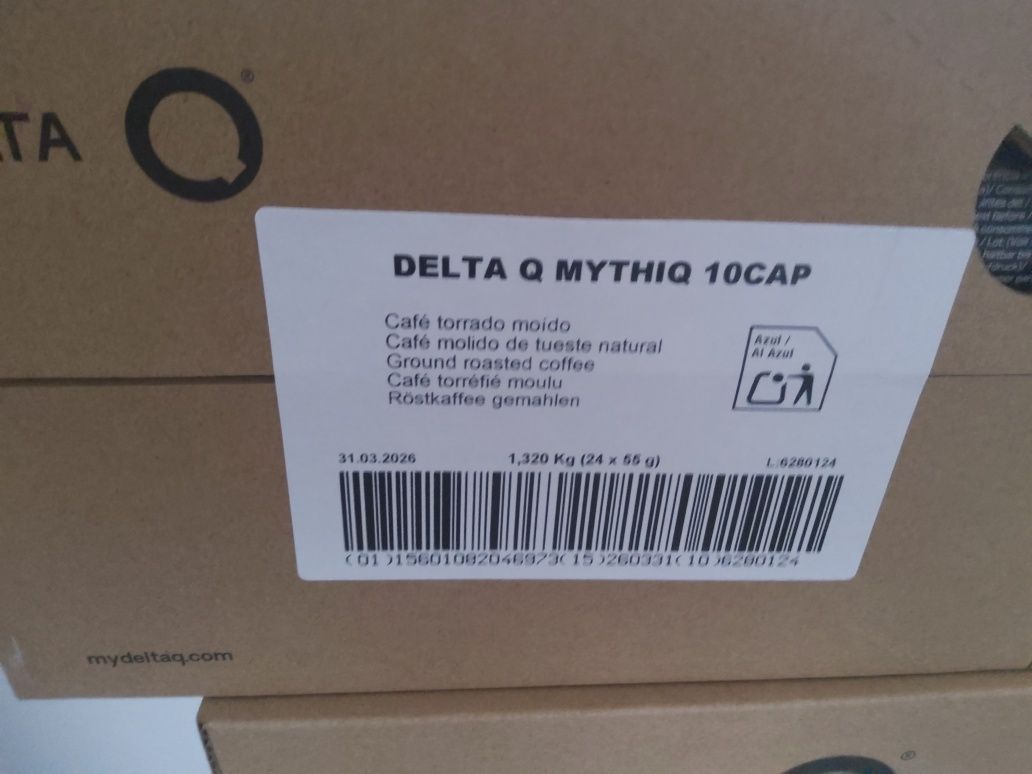 LTA Q®
DELTA Q MYTHIQ 10CAP
Café torrado moído
Café molido de tueste natural
Ground roasted coffee
Café torréfié moulu
Röstkaffee gemahlen
Azul /
Al Azul
31.03.2026 1,320 Kg (24 x 55 g) L:6280124
(01)15601082046973(15)260331(10)6280124
mydeltaq.com
®